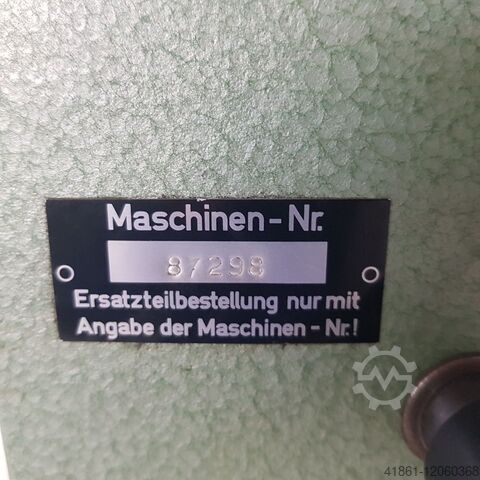 Maschinen-Nr.
87298
Ersatzteilbestellung nur mit
Angabe der Maschinen-Nr!
41861-12060368